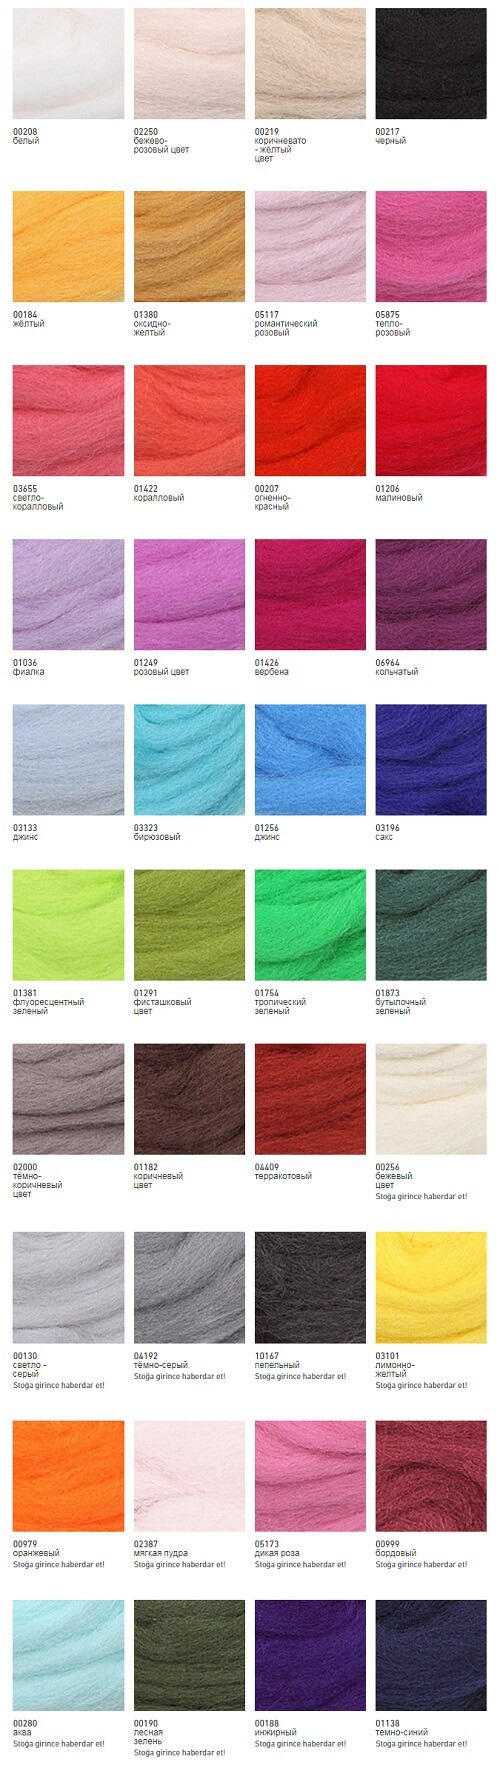 00208
белый
02250
бежево-
розовый цвет
00219
коричневато
- жёлтый
цвет
00217
черный
00184
жёлтый
01380
оксидно-
желтый
05117
романтический
розовый
05875
тепло-
розовый
03655
светло-
коралловый
01422
коралловый
00207
огненно-
красный
01206
малиновый
01036
фиалка
01249
розовый цвет
01426
вербена
06964
кольчатый
03133
джинс
03323
бирюзовый
01256
джинс
03196
сакс
01381
флуоресцентный
зеленый
01291
фисташковый
цвет
01754
тропический
зеленый
01873
бутылочный
зеленый
02000
тёмно-
коричневый
цвет
01182
коричневый
цвет
04409
терракотовый
00256
бежевый
цвет
Stoğa girince haberdar et!
00130
светло -
серый
Stoğa girince haberdar et!
04192
тёмно-серый
Stoğa girince haberdar et!
10167
пепельный
Stoğa girince haberdar et!
03101
лимонно-
желтый
Stoğa girince haberdar et!
00979
оранжевый
Stoğa girince haberdar et!
02387
мягкая пудра
Stoğa girince haberdar et!
05173
дикая роза
Stoğa girince haberdar et!
00999
бордовый
Stoğa girince haberdar et!
00280
аква
Stoğa girince haberdar et!
00190
лесная
зелень
Stoğa girince haberdar et!
00188
инжирный
Stoğa girince haberdar et!
01138
темно-синий
Stoğa girince haberdar et!